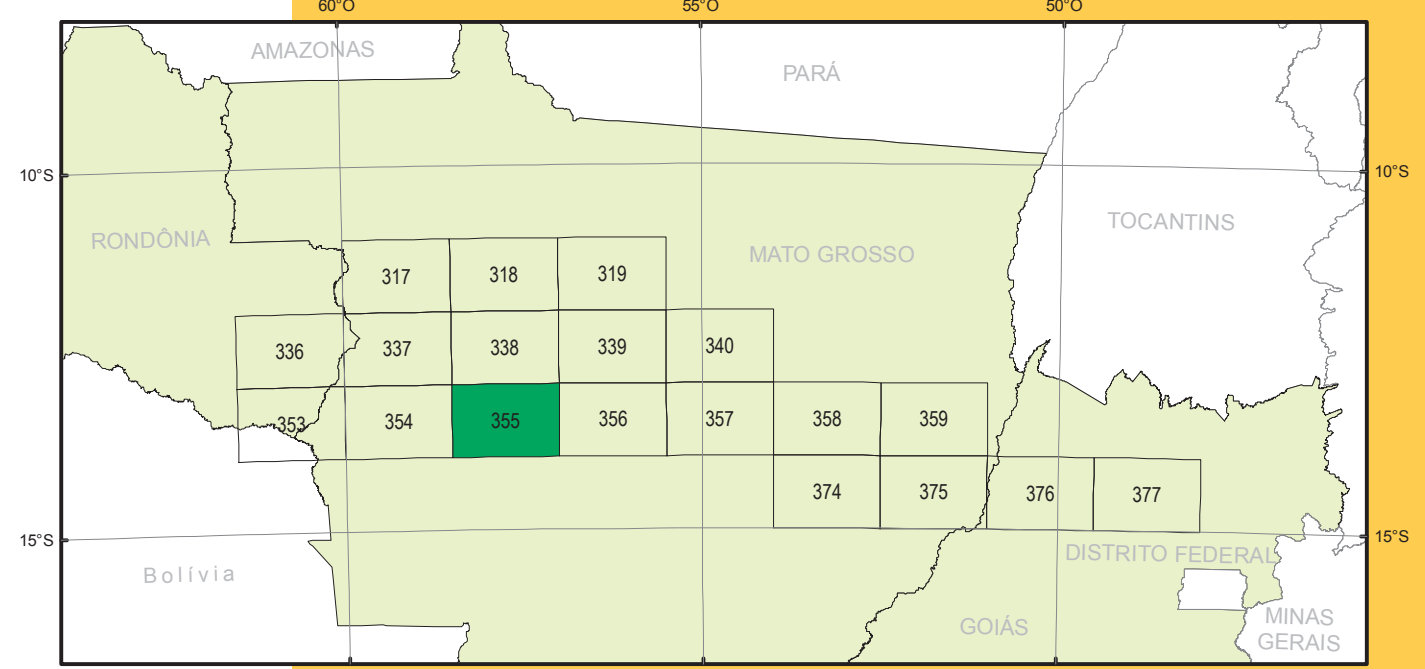 60°O 55°O 50°O
AMAZONAS
PARÁ
10°S 10°S
TOCANTINS
RONDÔNIA
MATO GROSSO
317 318 319
336 337 338 339 340
353 354 355 356 357 358 359
374 375 376 377
15°S 15°S
DISTRITO FEDERAL
Bolívia
GOIÁS
MINAS
GERAIS